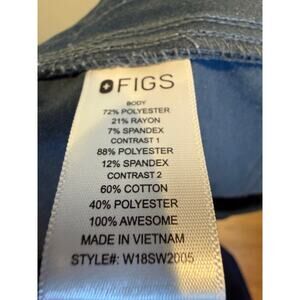 FIGS
BODY
72% POLYESTER
21% RAYON
7% SPANDEX
CONTRAST 1
88% POLYESTER
12% SPANDEX
CONTRAST 2
60% COTTON
40% POLYESTER
100% AWESOME
MADE IN VIETNAM
STYLE#: W18SW2005